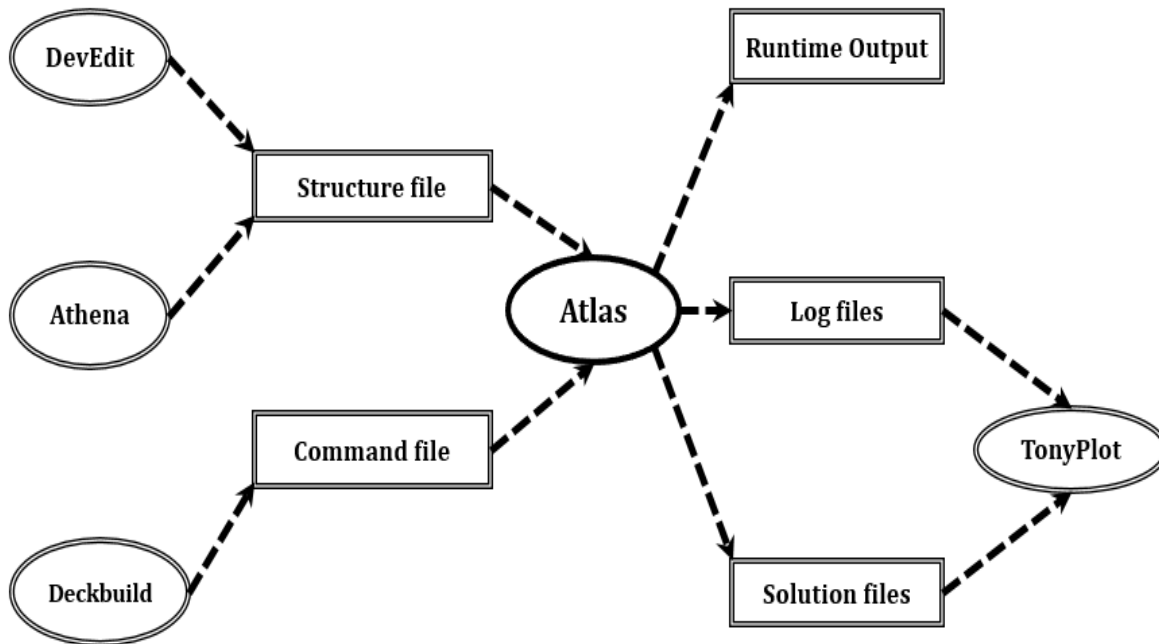 DevEdit
Runtime Output
Structure file
Athena
Atlas
Log files
Command file
TonyPlot
Deckbuild
Solution files